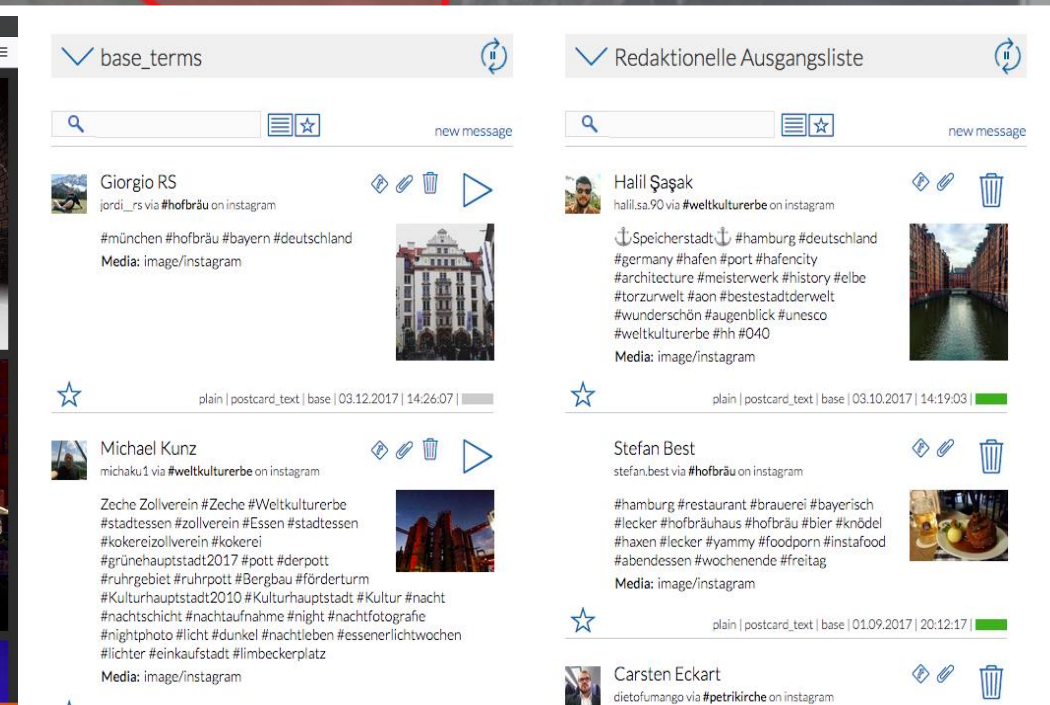 base_terms
new message
Giorgio RS
jordi__rs via #hofbräu on instagram
#münchen #hofbräu #bayern #deutschland
Media: image/instagram
plain | postcard_text | base | 03.12.2017 | 14:26:07 |
Michael Kunz
michaku1 via #weltkulturerbe on instagram
Zeche Zollverein #Zeche #Weltkulturerbe
#stadtessen #zollverein #Essen #stadtessen
#kokereizollverein #kokerei
#grünehauptstadt2017 #pott #derpott
#ruhrgebiet #ruhrpott #Bergbau #förderturm
#Kulturhauptstadt2010 #Kulturhauptstadt #Kultur #nacht
#nachtschicht #nachtaufnahme #night #nachtfotografie
#nightphoto #licht #dunkel #nachtleben #essenerlichtwochen
#lichter #einkaufstadt #limbeckerplatz
Media: image/instagram
Redaktionelle Ausgangsliste
new message
Halil Şaşak
halil.sa.90 via #weltkulturerbe on instagram
⚓Speicherstadt⚓ #hamburg #deutschland
#germany #hafen #port #hafencity
#architecture #meisterwerk #history #elbe
#torzurwelt #aon #bestestadtderwelt
#wunderschön #augenblick #unesco
#weltkulturerbe #hh #040
Media: image/instagram
plain | postcard_text | base | 03.10.2017 | 14:19:03 |
Stefan Best
stefan.best via #hofbräu on instagram
#hamburg #restaurant #brauerei #bayerisch
#lecker #hofbräuhaus #hofbräu #bier #knödel
#haxen #lecker #yammy #foodporn #instafood
#abendessen #wochenende #freitag
Media: image/instagram
plain | postcard_text | base | 01.09.2017 | 20:12:17 |
Carsten Eckart
dietofumango via #petrikirche on instagram